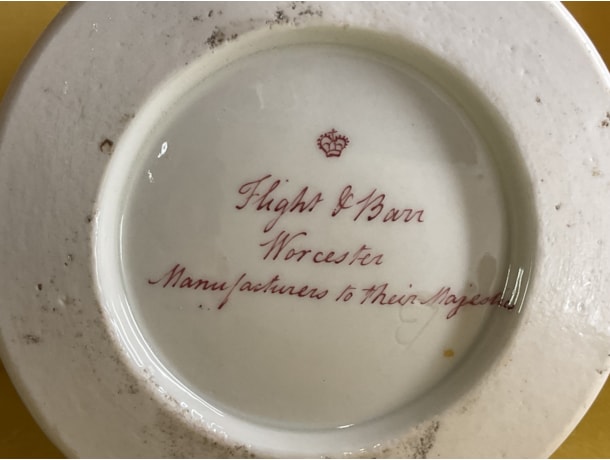 Flight & Barr
Worcester
Manufacturers to their Majesties